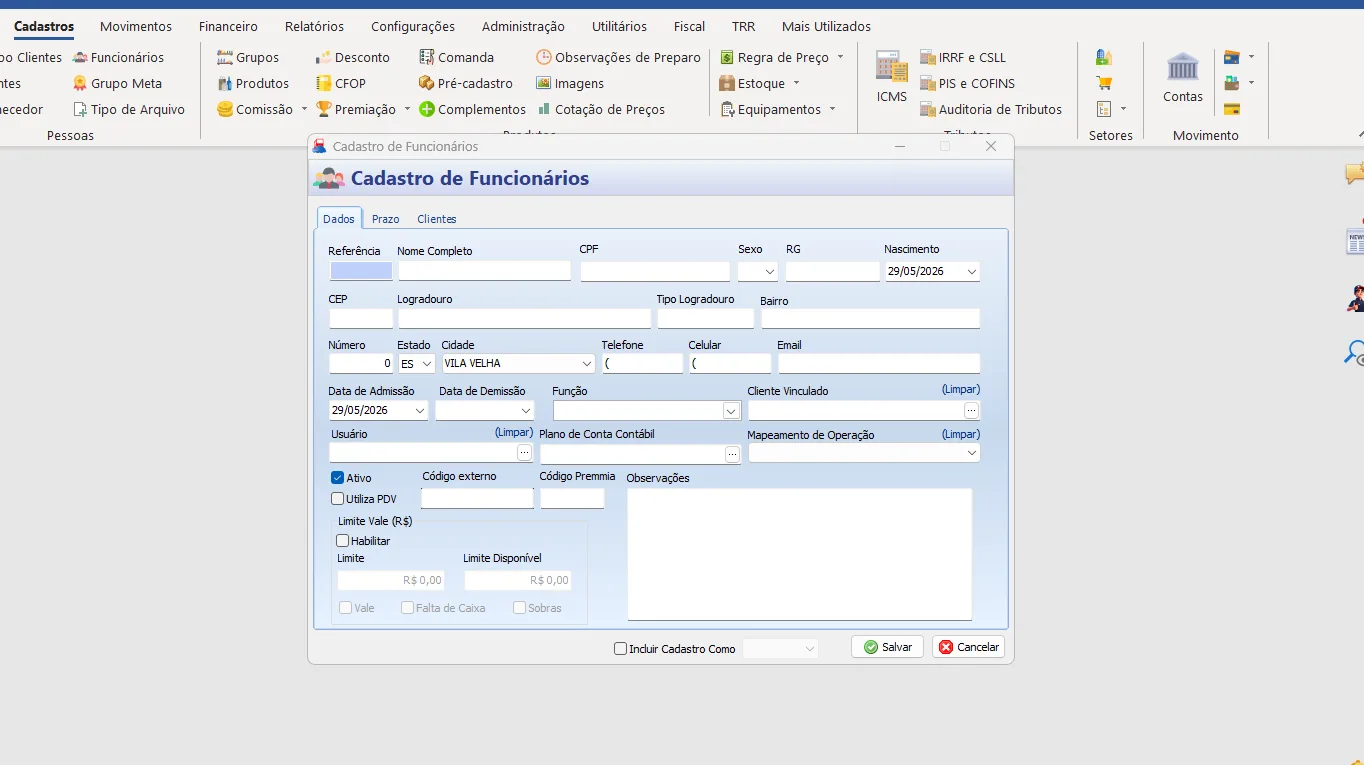 Cadastros Movimentos Financeiro Relatórios Configurações Administração Utilitários Fiscal TRR Mais Utilizados
Clientes Funcionários Grupos Desconto Comanda Observações de Preparo Regra de Preço IRRF e CSLL
ntes Grupo Meta Produtos CFOP Pré-cadastro Imagens Estoque ICMS PIS e COFINS Contas
necedor Tipo de Arquivo Comissão Premiação Complementos Cotação de Preços Equipamentos Auditoria de Tributos
Pessoas Setores Movimento
Cadastro de Funcionários
Cadastro de Funcionários
Dados Prazo Clientes
Referência Nome Completo CPF Sexo RG Nascimento
29/05/2026
CEP Logradouro Tipo Logradouro Bairro
Número Estado Cidade Telefone Celular Email
0 ES VILA VELHA ( (
Data de Admissão Data de Demissão Função Cliente Vinculado (Limpar)
29/05/2026 ...
Usuário (Limpar) Plano de Conta Contábil Mapeamento de Operação (Limpar)
... ...
Ativo Código externo Código Premmia Observações
Utiliza PDV
Limite Vale (R$)
Habilitar
Limite Limite Disponível
R$ 0,00 R$ 0,00
Vale Falta de Caixa Sobras
Incluir Cadastro Como Salvar Cancelar